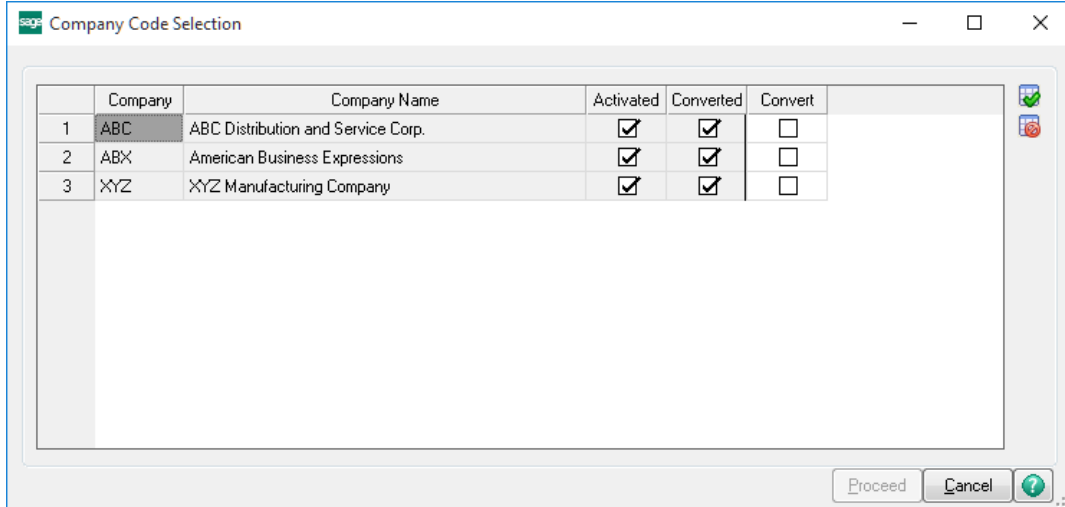 sage Company Code Selection
Company Company Name Activated Converted Convert
1 ABC ABC Distribution and Service Corp.
2 ABX American Business Expressions
3 XYZ XYZ Manufacturing Company
Proceed Cancel ?